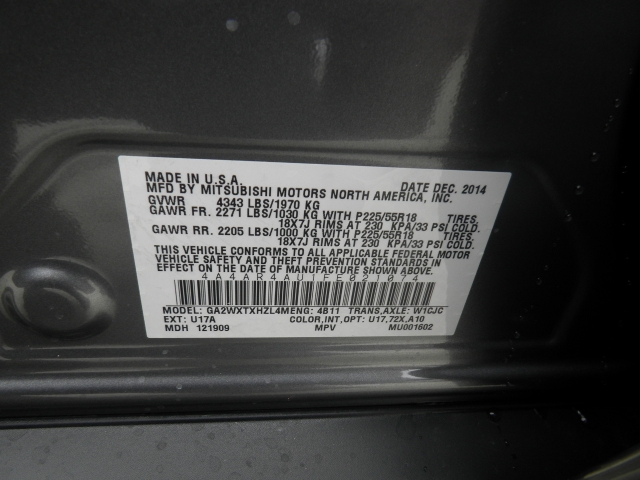 MADE IN U.S.A. DATE DEC. 2014
MFD BY MITSUBISHI MOTORS NORTH AMERICA, INC.
GVWR 4343 LBS/1970 KG
GAWR FR. 2271 LBS/1030 KG WITH P225/55R18 TIRES,
18X7J RIMS AT 230 KPA/33 PSI COLD.
GAWR RR. 2205 LBS/1000 KG WITH P225/55R18 TIRES,
18X7J RIMS AT 230 KPA/33 PSI COLD.
THIS VEHICLE CONFORMS TO ALL APPLICABLE FEDERAL MOTOR
VEHICLE SAFETY AND THEFT PREVENTION STANDARDS IN
EFFECT ON THE DATE OF MANUFACTURE SHOWN ABOVE.
4A4AR4AU1FE021074
MODEL: GA2WXTXHZL4M ENG: 4B11 TRANS,AXLE: W1CJC
EXT: U17A COLOR,INT,OPT: U17,72X,A10
MDH 121909 MPV MU001602